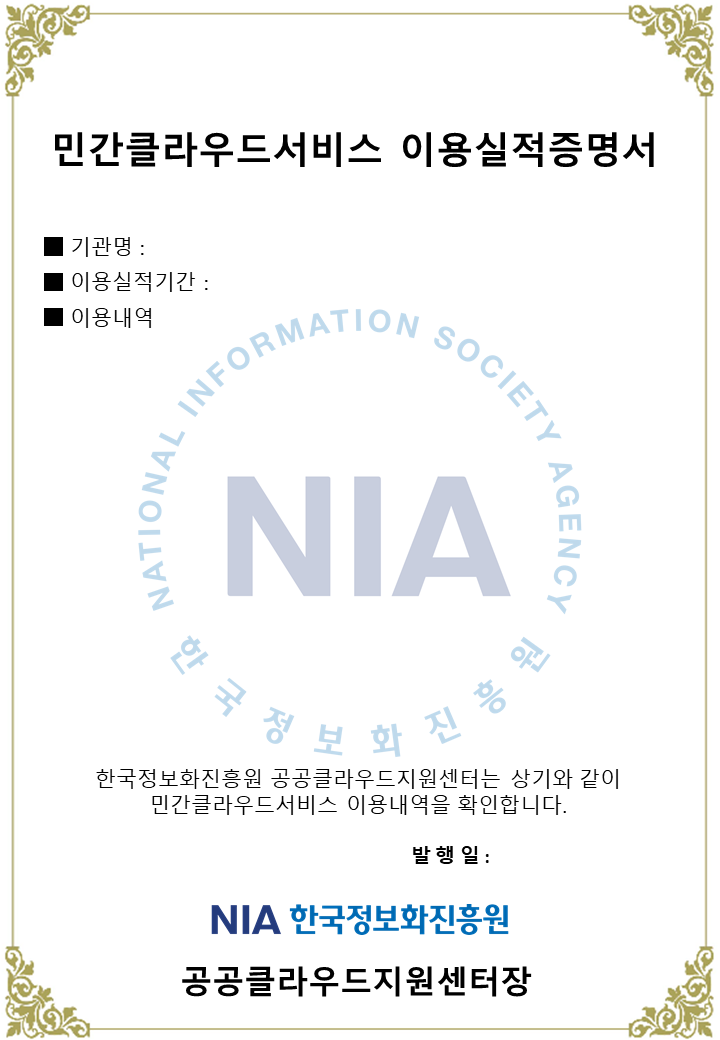 민간클라우드서비스 이용실적증명서
■ 기관명 :
■ 이용실적기간 :
■ 이용내역
NATIONAL INFORMATION SOCIETY AGENCY
NIA
한국정보화진흥원
한국정보화진흥원 공공클라우드지원센터는 상기와 같이
민간클라우드서비스 이용내역을 확인합니다.
발 행 일 :
NIA 한국정보화진흥원
공공클라우드지원센터장